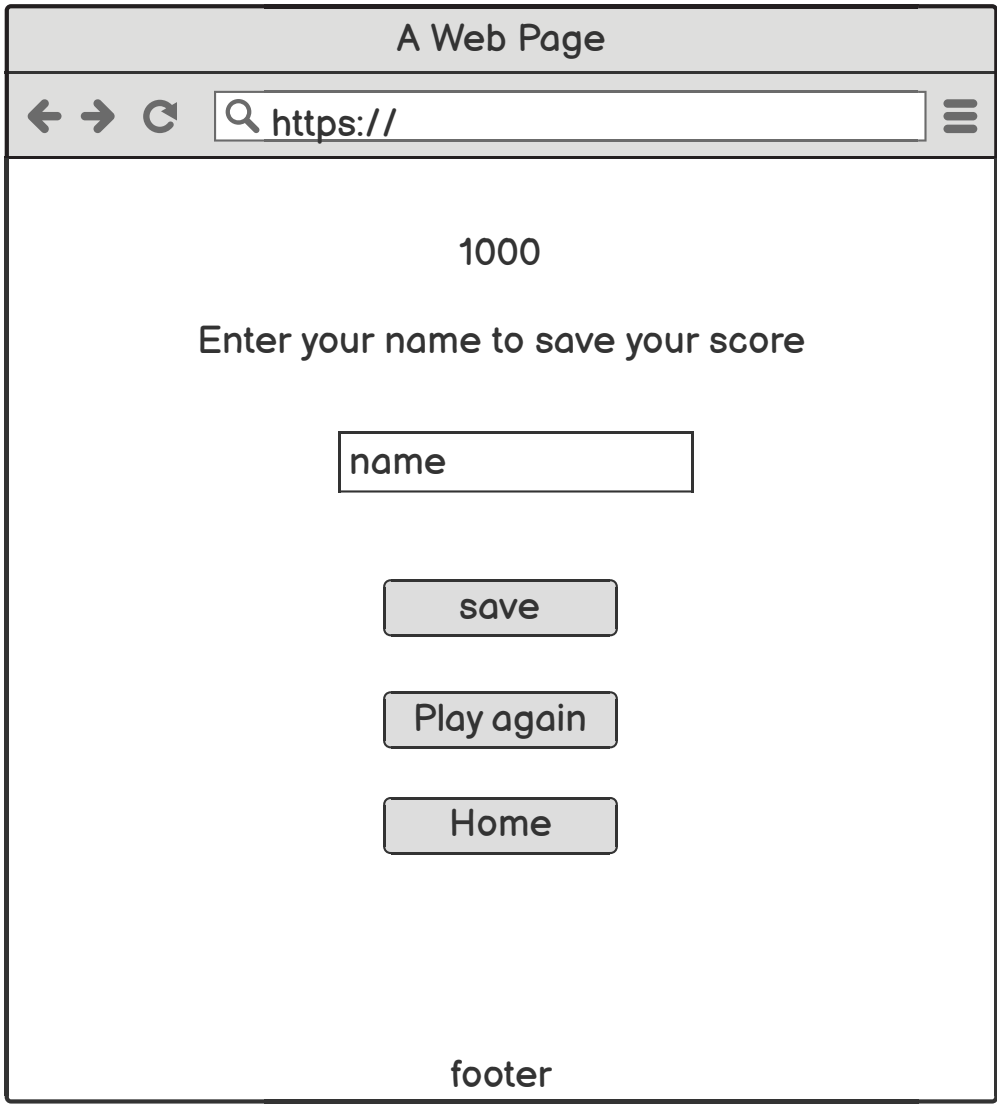 A Web Page
https://
1000
Enter your name to save your score
name
save
Play again
Home
footer